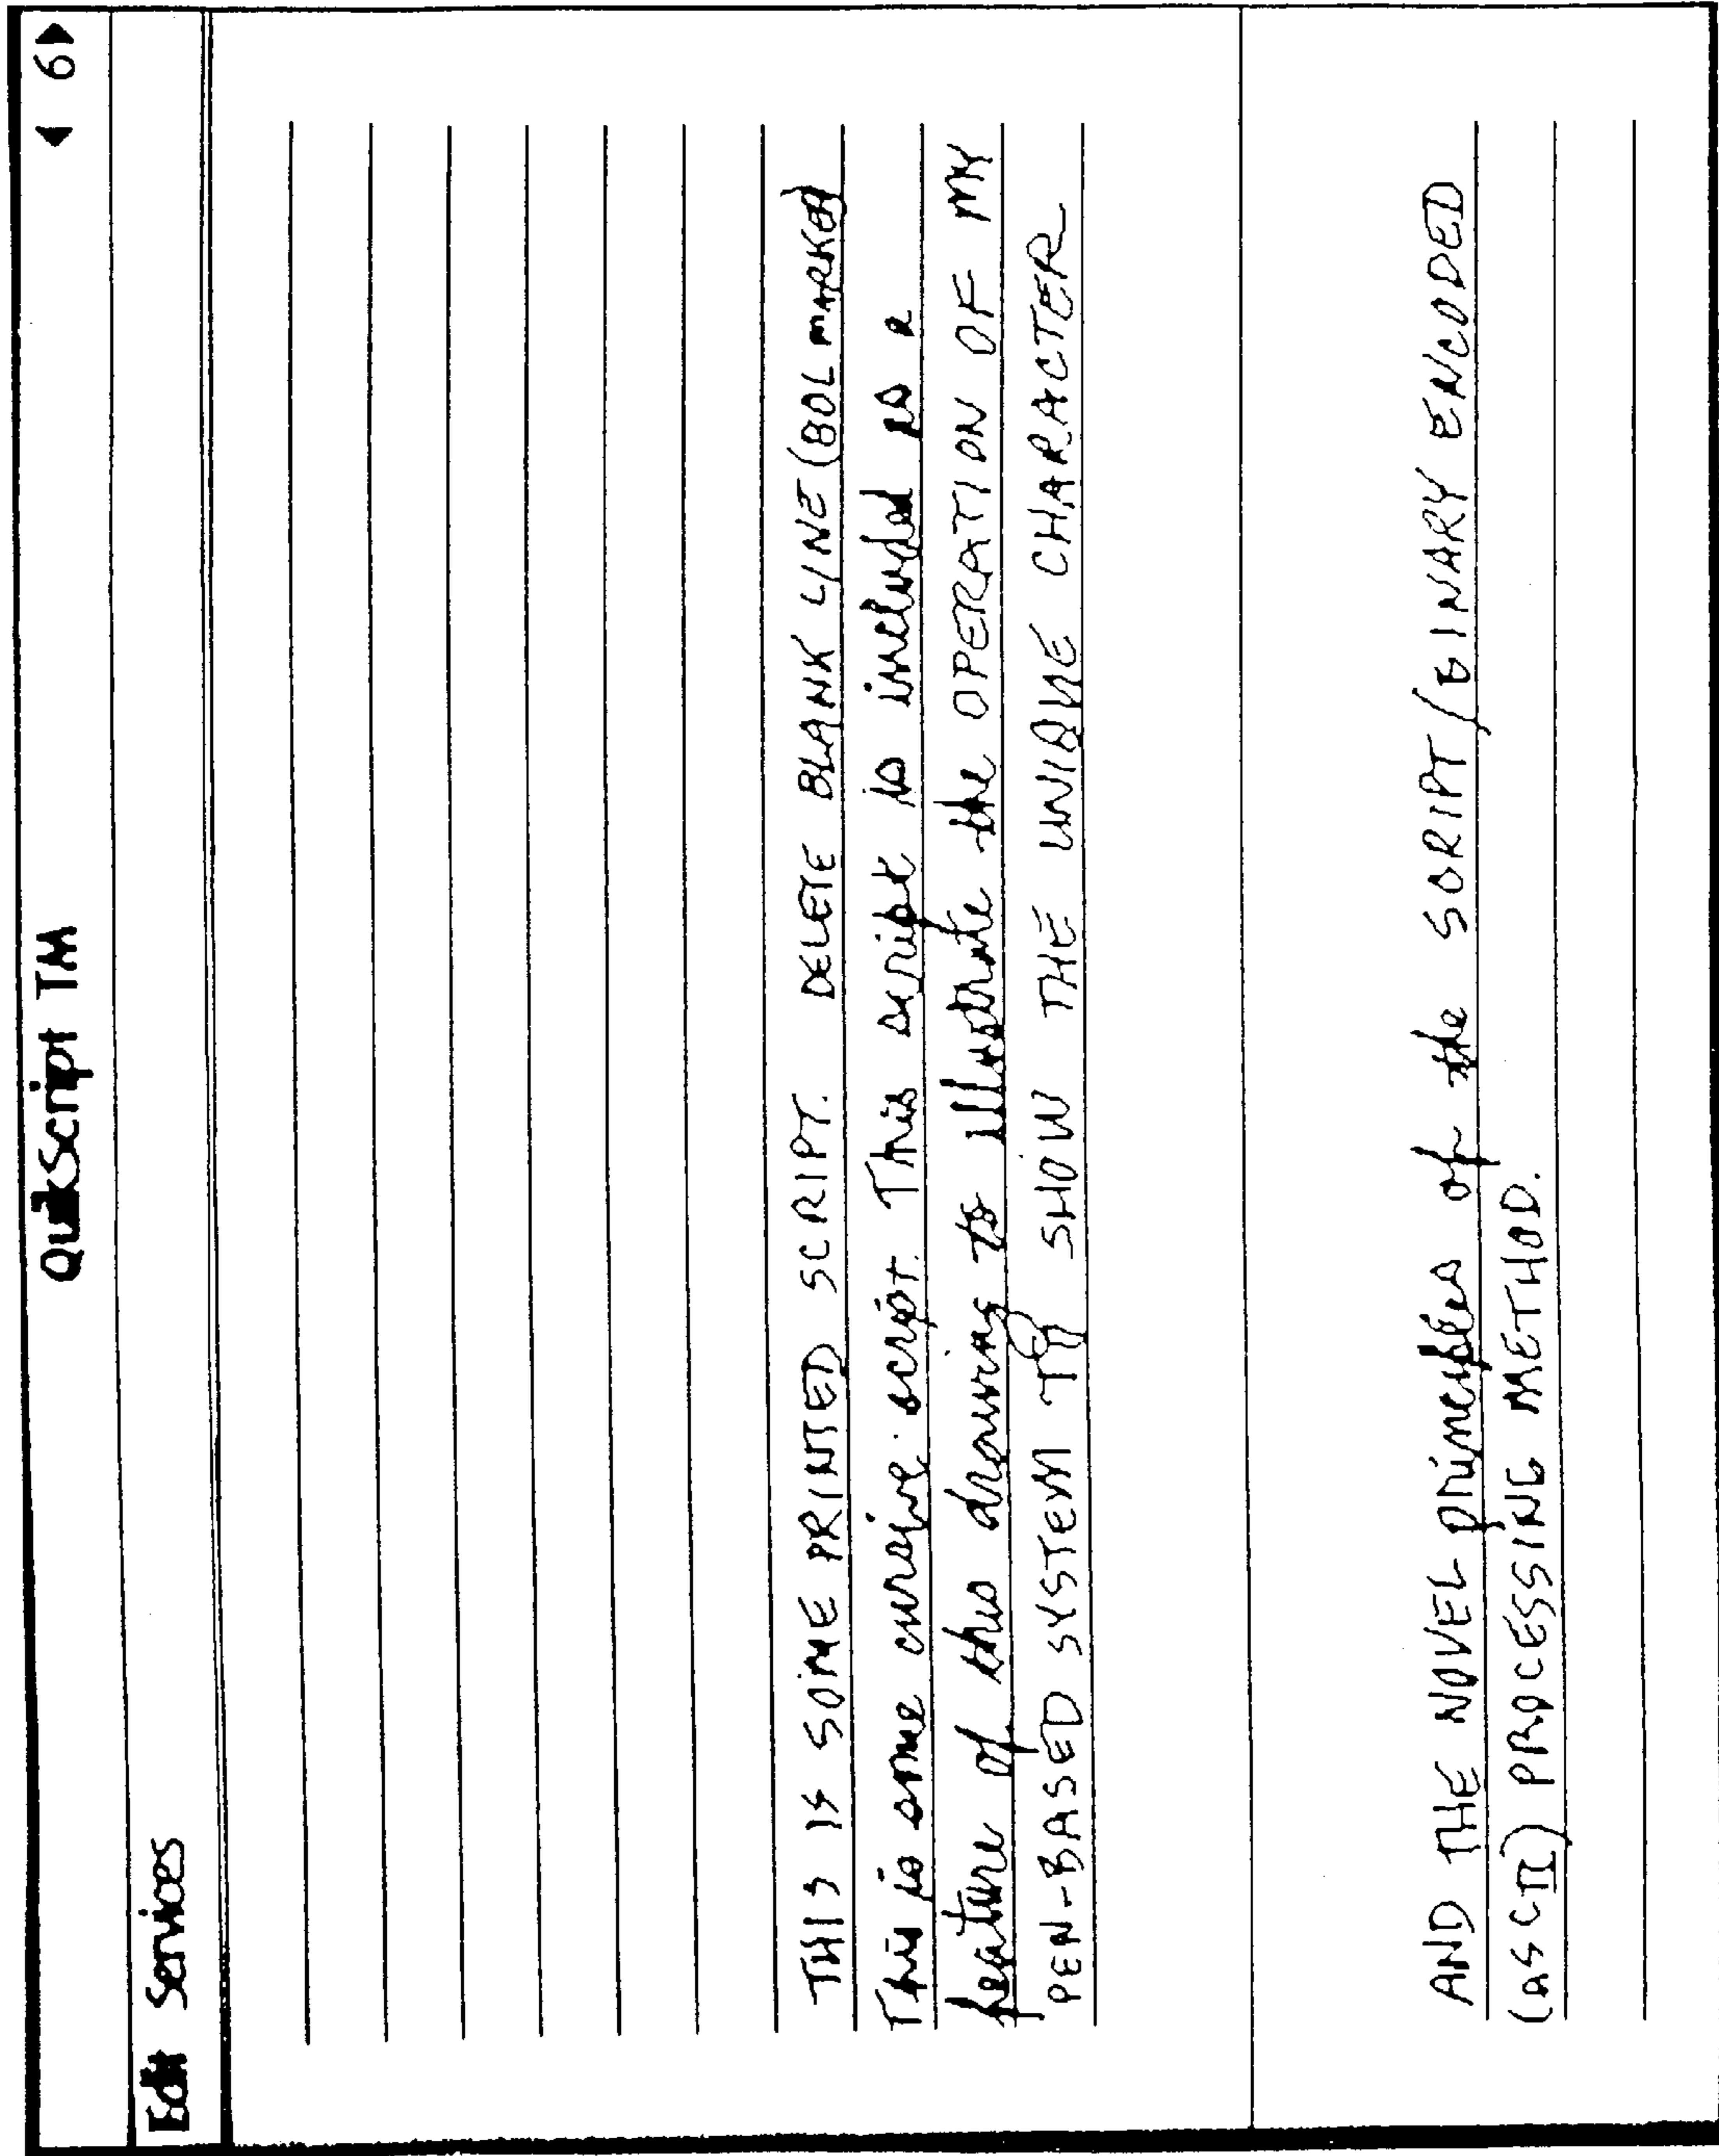 QuikScript TM ◀ 6▶
Edit Services
THIS IS SOME PRINTED SCRIPT. DELETE BLANK LINE (BOL MARKER)
This is some cursive script. This script is included as a
feature of this drawing to illustrate the OPERATION OF MY
PEN-BASED SYSTEM TO SHOW THE UNIQUE CHARACTER
AND THE NOVEL principles of the SCRIPT/BINARY ENCODED
(ASCII) PROCESSING METHOD.